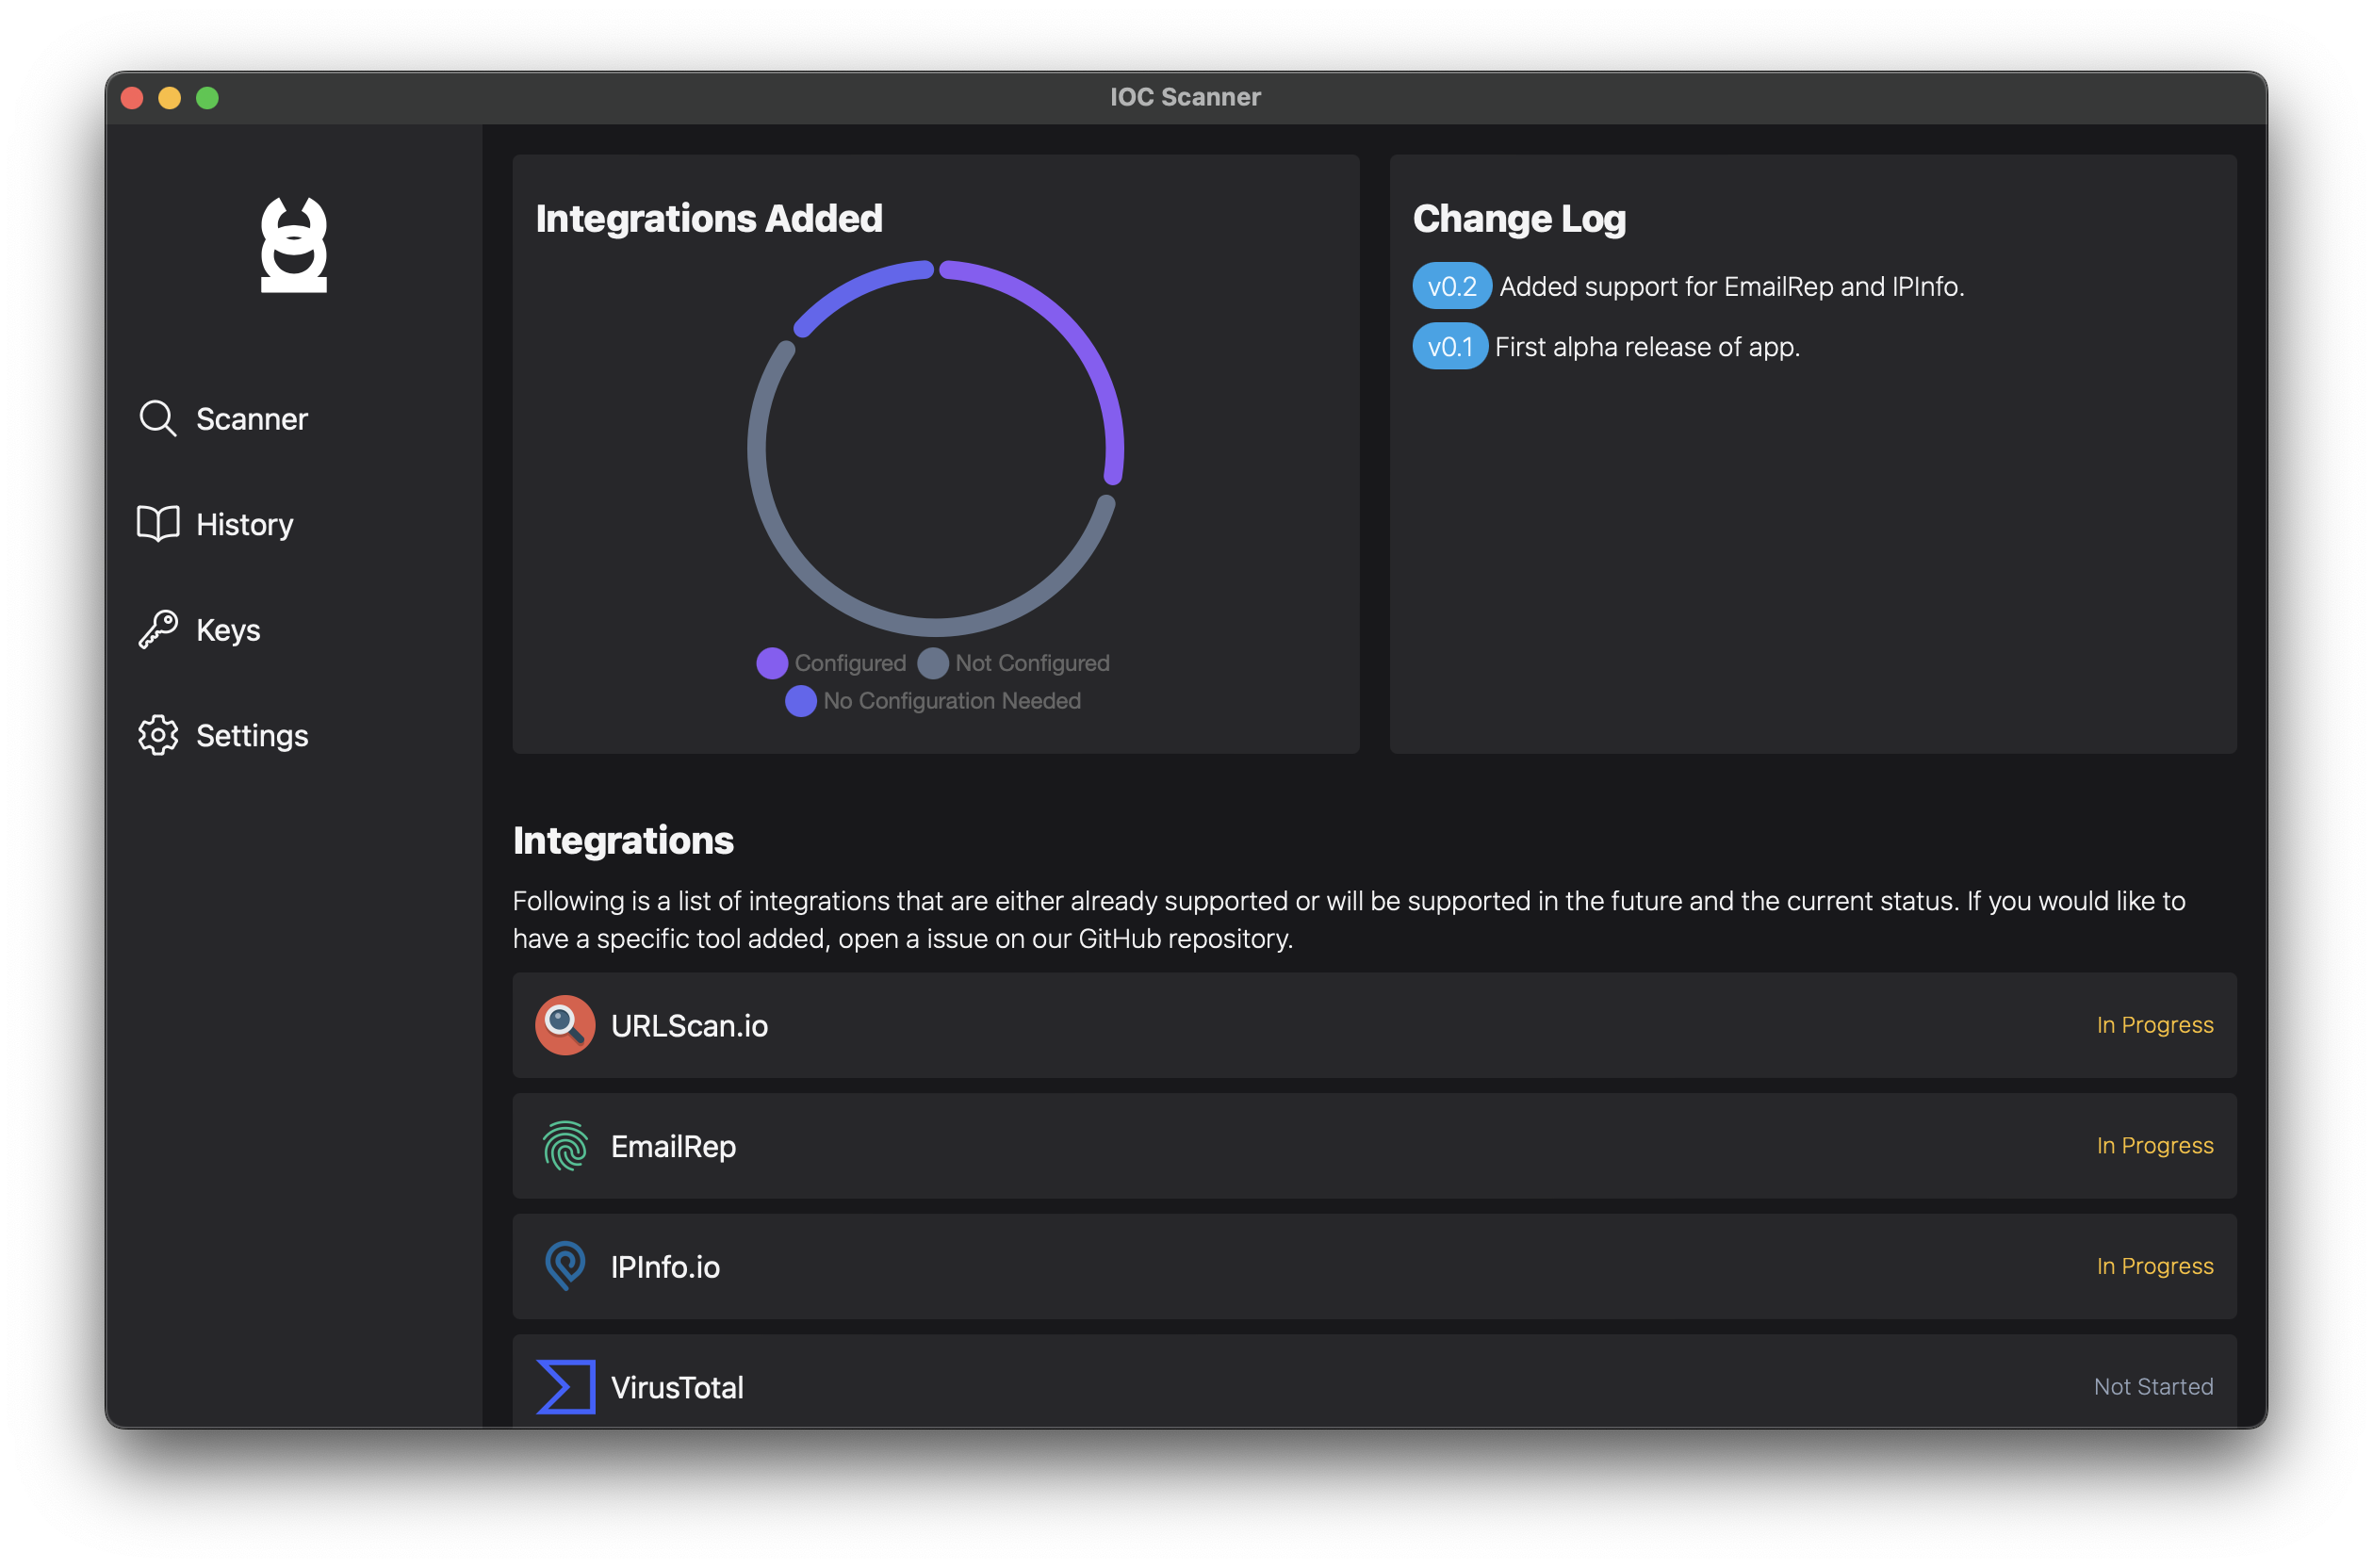 IOC Scanner
Scanner
History
Keys
Settings
Integrations Added
Configured
Not Configured
No Configuration Needed
Change Log
v0.2 Added support for EmailRep and IPInfo.
v0.1 First alpha release of app.
Integrations
Following is a list of integrations that are either already supported or will be supported in the future and the current status. If you would like to
have a specific tool added, open a issue on our GitHub repository.
URLScan.io In Progress
EmailRep In Progress
IPInfo.io In Progress
VirusTotal Not Started